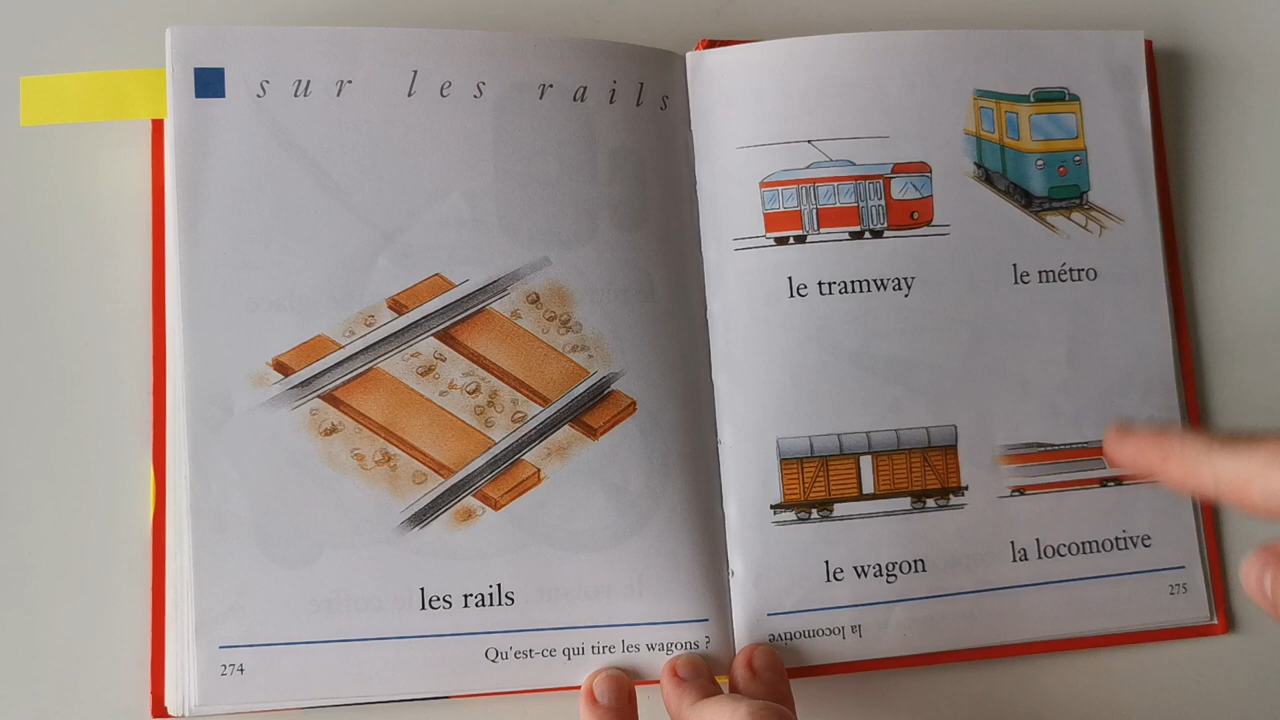 sur les rails
les rails
Qu'est-ce qui tire les wagons ?
274
le tramway
le métro
le wagon
la locomotive
275
la locomotive